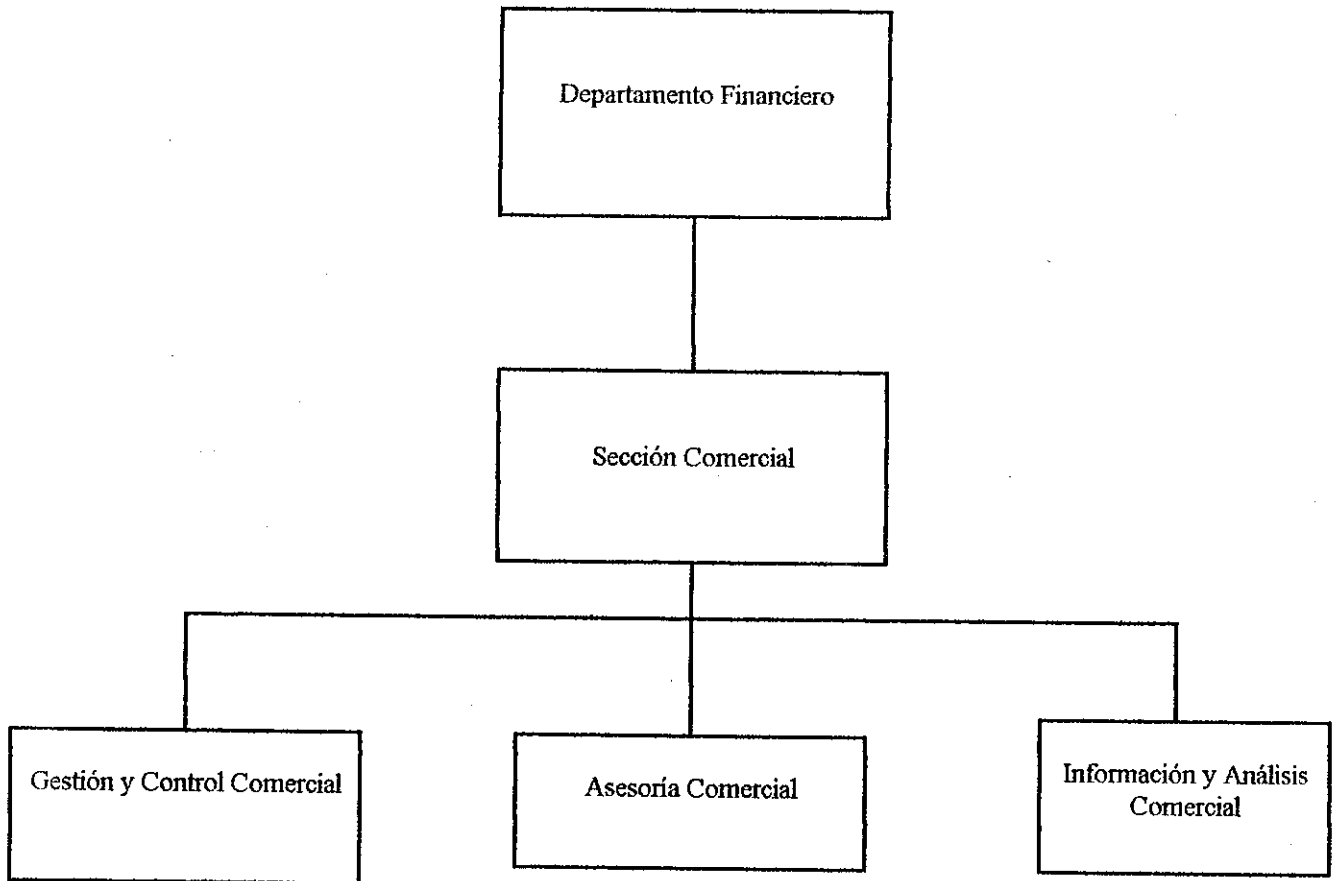 Departamento Financiero
Sección Comercial
Gestión y Control Comercial
Asesoría Comercial
Información y Análisis
Comercial